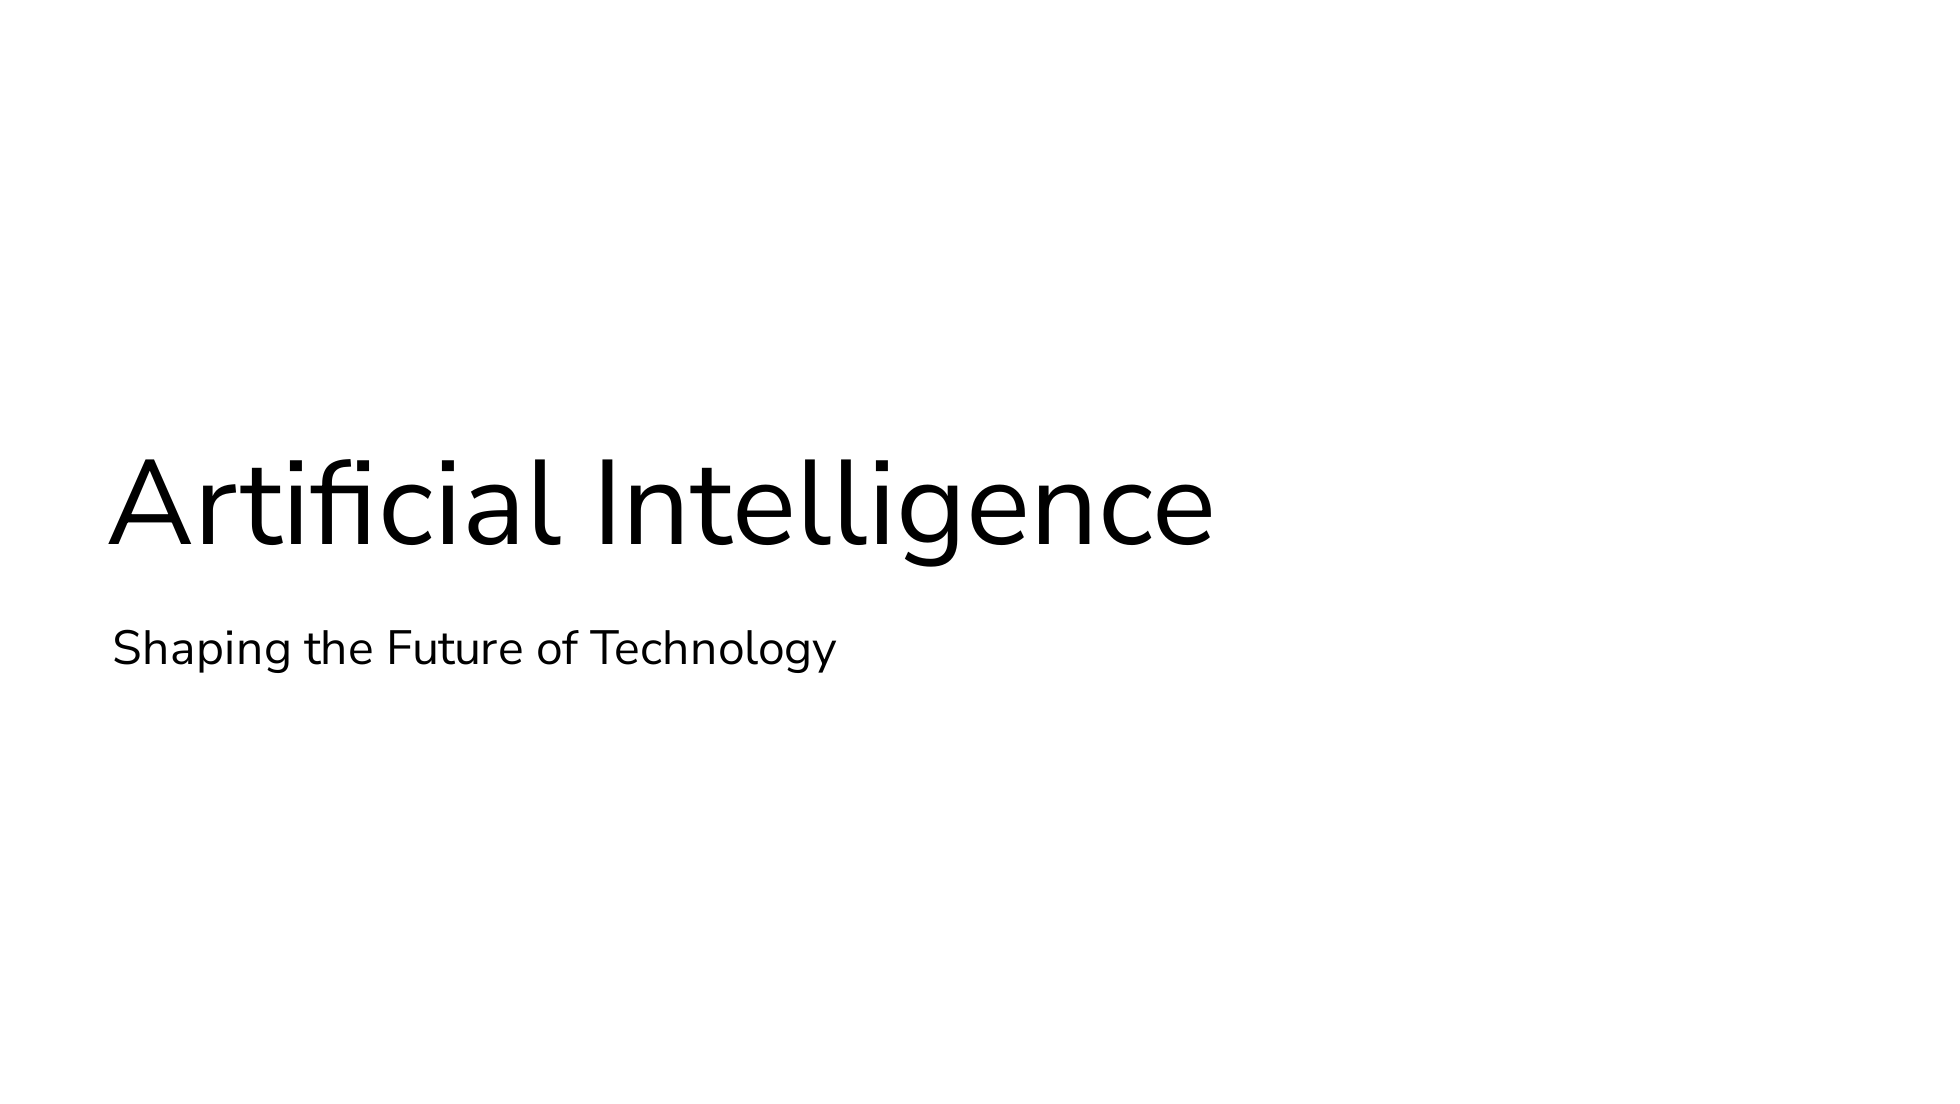 Artificial Intelligence
Shaping the Future of Technology